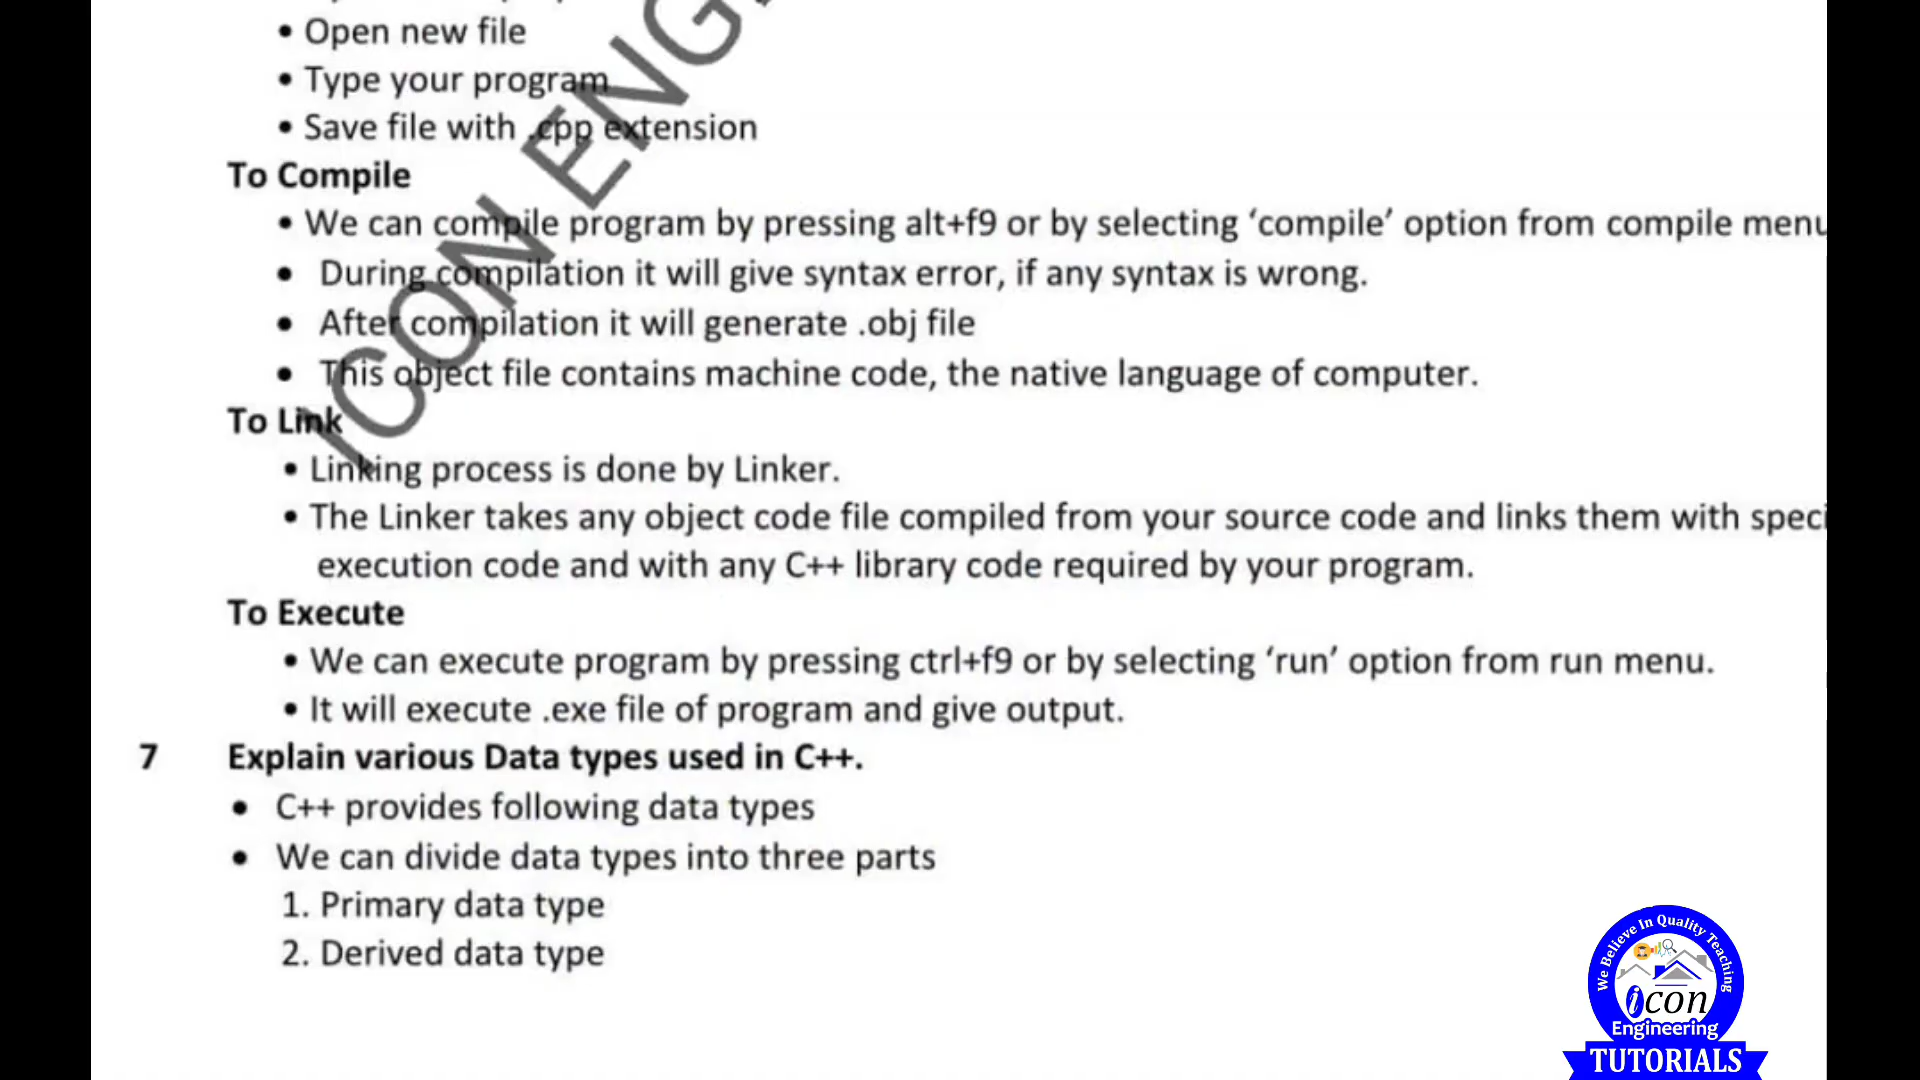 • Open new file
• Type your program
• Save file with .cpp extension
To Compile
• We can compile program by pressing alt+f9 or by selecting ‘compile’ option from compile menu
• During compilation it will give syntax error, if any syntax is wrong.
• After compilation it will generate .obj file
• This object file contains machine code, the native language of computer.
To Link
• Linking process is done by Linker.
• The Linker takes any object code file compiled from your source code and links them with speci
execution code and with any C++ library code required by your program.
To Execute
• We can execute program by pressing ctrl+f9 or by selecting ‘run’ option from run menu.
• It will execute .exe file of program and give output.
7 Explain various Data types used in C++.
• C++ provides following data types
• We can divide data types into three parts
1. Primary data type
2. Derived data type
ICON ENG
We Believe In Quality Teaching
icon
Engineering
TUTORIALS